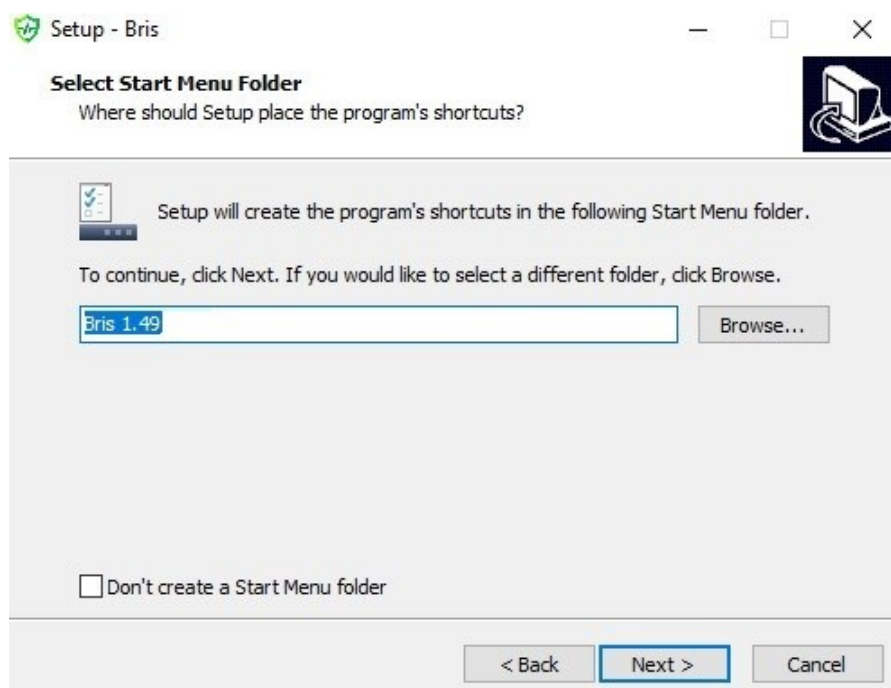 Setup - Bris
Select Start Menu Folder
Where should Setup place the program's shortcuts?
Setup will create the program's shortcuts in the following Start Menu folder.
To continue, click Next. If you would like to select a different folder, click Browse.
Bris 1.49
Browse...
Don't create a Start Menu folder
< Back
Next >
Cancel